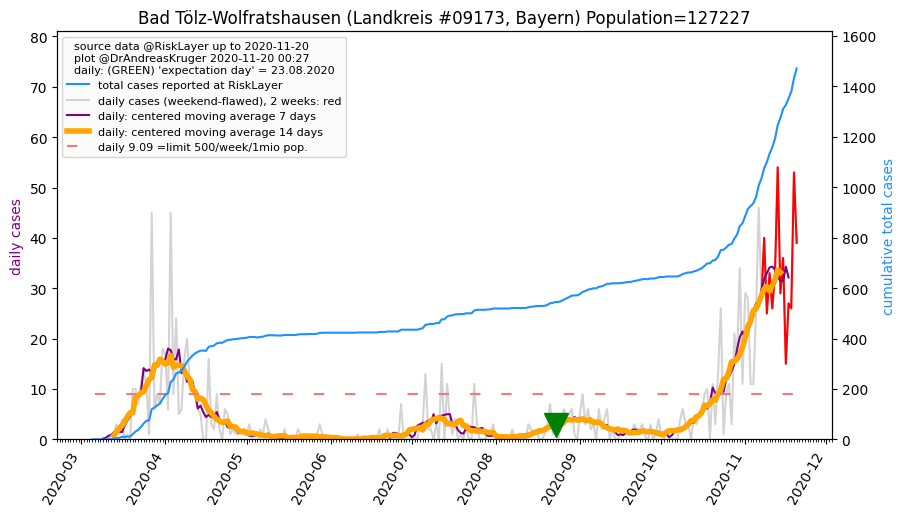 Bad Tölz-Wolfratshausen (Landkreis #09173, Bayern) Population=127227
source data @RiskLayer up to 2020-11-20
plot @DrAndreasKruger 2020-11-20 00:27
daily: (GREEN) 'expectation day' = 23.08.2020
total cases reported at RiskLayer
daily cases (weekend-flawed), 2 weeks: red
daily: centered moving average 7 days
daily: centered moving average 14 days
daily 9.09 =limit 500/week/1mio pop.
daily cases
80
70
60
50
40
30
20
10
0
1600
1400
1200
1000
800
600
400
200
0
cumulative total cases
2020-03
2020-04
2020-05
2020-06
2020-07
2020-08
2020-09
2020-10
2020-11
2020-12